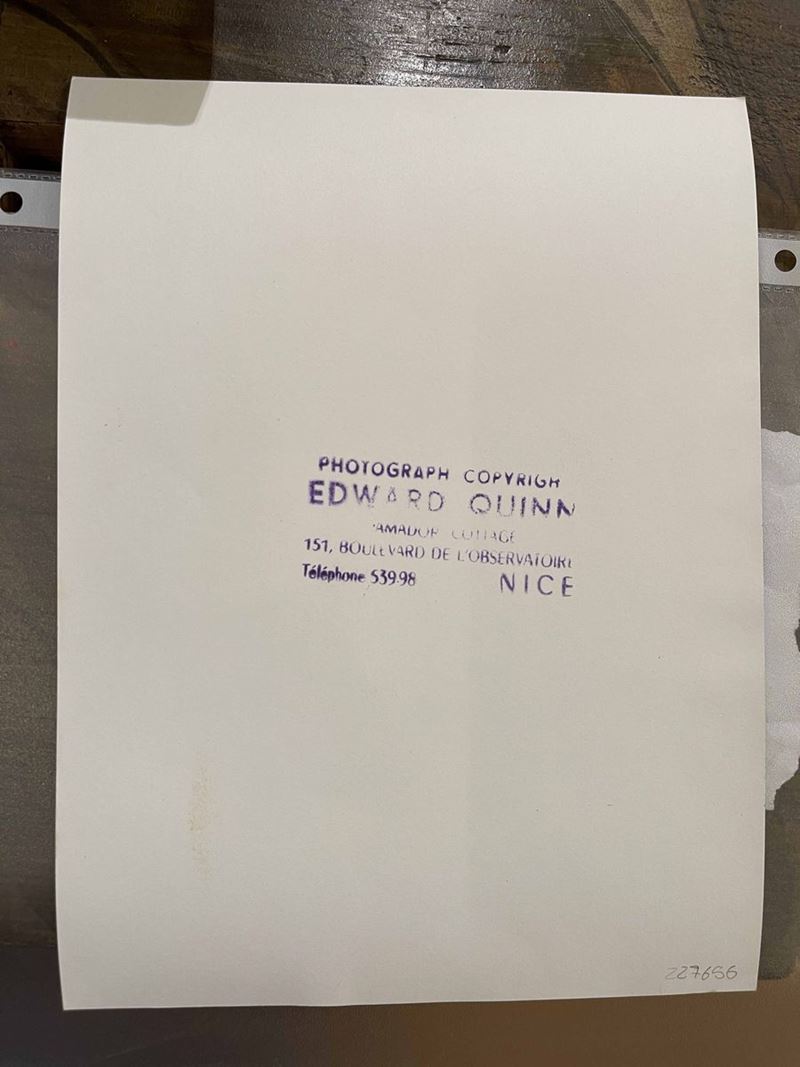 PHOTOGRAPH COPYRIGH
EDWARD QUINN
"AMADOR COTTAGE
151, BOULEVARD DE L'OBSERVATOIRE
Téléphone 539.98 NICE
227656